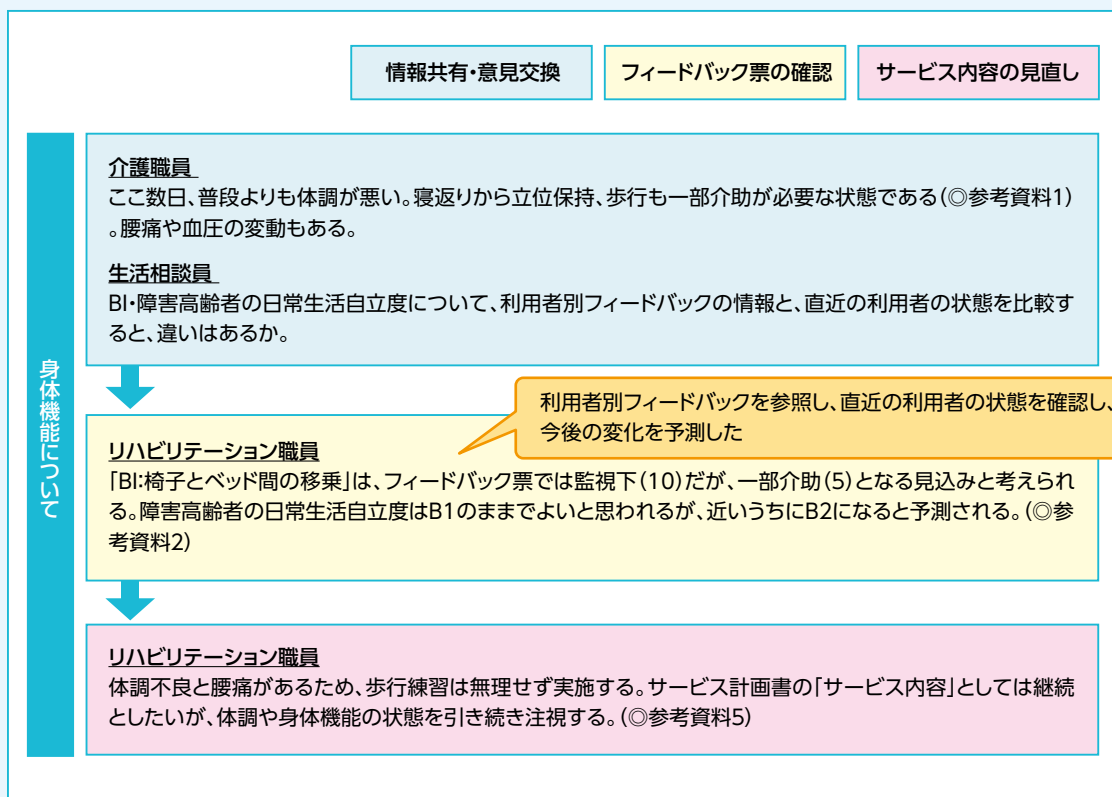 情報共有・意見交換
フィードバック票の確認
サービス内容の見直し
身体機能について
介護職員
ここ数日、普段よりも体調が悪い。寝返りから立位保持、歩行も一部介助が必要な状態である(◎参考資料1)
。腰痛や血圧の変動もある。
生活相談員
BI・障害高齢者の日常生活自立度について、利用者別フィードバックの情報と、直近の利用者の状態を比較す
ると、違いはあるか。
利用者別フィードバックを参照し、直近の利用者の状態を確認し、
今後の変化を予測した
リハビリテーション職員
「BI:椅子とベッド間の移乗」は、フィードバック票では監視下(10)だが、一部介助(5)となる見込みと考えられ
る。障害高齢者の日常生活自立度はB1のままでよいと思われるが、近いうちにB2になると予測される。(◎参
考資料2)
リハビリテーション職員
体調不良と腰痛があるため、歩行練習は無理せず実施する。サービス計画書の「サービス内容」としては継続
としたいが、体調や身体機能の状態を引き続き注視する。(◎参考資料5)